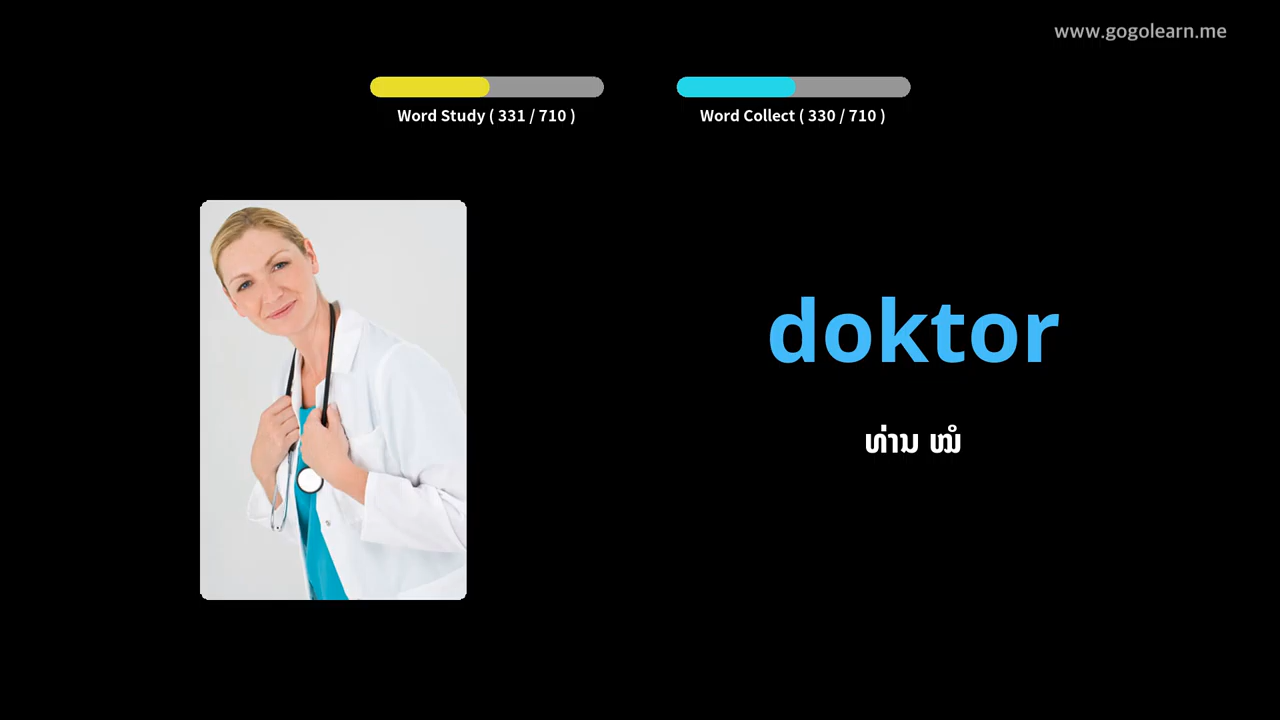 www.gogolearn.me
Word Study ( 331 / 710 )
Word Collect ( 330 / 710 )
doktor
ທ່ານ ໝໍ